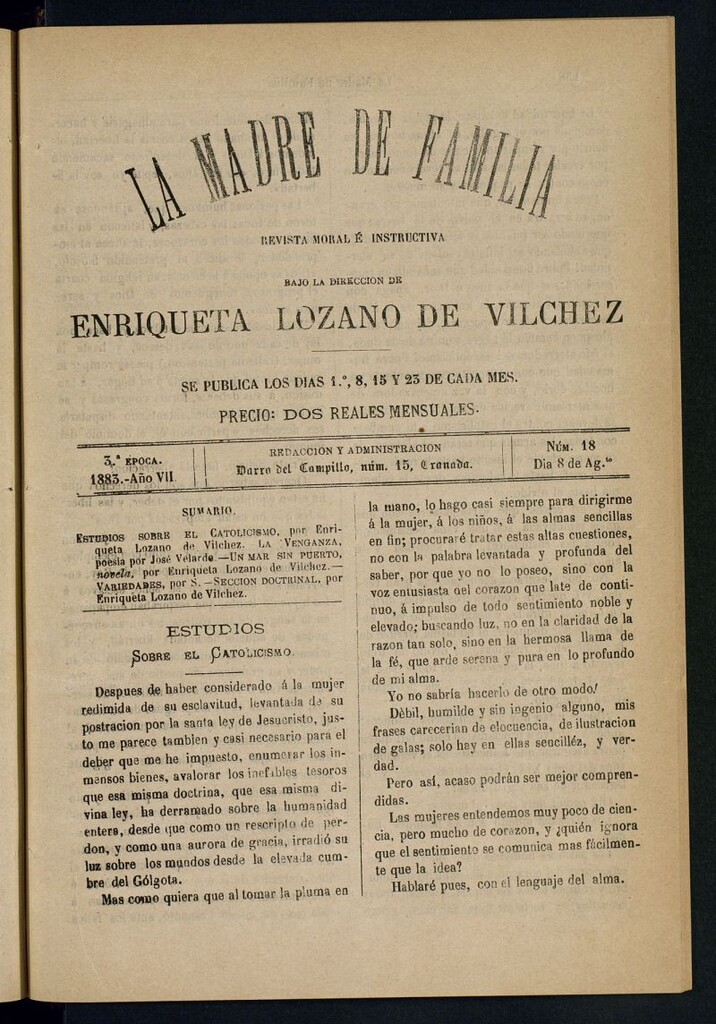 LA MADRE DE FAMILIA
REVISTA MORAL É INSTRUCTIVA
BAJO LA DIRECCION DE
ENRIQUETA LOZANO DE VILCHEZ
SE PUBLICA LOS DIAS 1.º, 8, 15 Y 23 DE CADA MES.
PRECIO: DOS REALES MENSUALES.
3.ª ÉPOCA.
1883.-Año VII
REDACCION Y ADMINISTRACION
Darro del Campillo, núm. 15, Granada.
Núm. 18
Dia 8 de Ag.to
SUMARIO.
ESTUDIOS SOBRE EL CATOLICISMO, por Enri-
queta Lozano de Vilchez. LA VENGANZA,
poesía por José Velarde.—UN MAR SIN PUERTO,
novela, por Enriqueta Lozano de Vilchez.—
VARIEDADES, por S. —SECCION DOCTRINAL, por
Enriqueta Lozano de Vilchez.
ESTUDIOS
SOBRE EL CATOLICISMO
Despues de haber considerado á la mujer
redimida de su esclavitud, levantada de su
postracion por la santa ley de Jesucristo, jus-
to me parece tambien y casi necesario para el
deber que me he impuesto, enumerar los in-
mensos bienes, avalorar los inefables tesoros
que esa misma doctrina, que esa misma di-
vina ley, ha derramado sobre la humanidad
entera, desde que como un rescripto de per-
don, y como una aurora de gracia, irradió su
luz sobre los mundos desde la elevada cum-
bre del Gólgota.
Mas como quiera que al tomar la pluma en
la mano, lo hago casi siempre para dirigirme
á la mujer, á los niños, á las almas sencillas
en fin; procuraré tratar estas altas cuestiones,
no con la palabra levantada y profunda del
saber, por que yo no lo poseo, sino con la
voz entusiasta del corazon que late de conti-
nuo, á impulso de todo sentimiento noble y
elevado; buscando luz, no en la claridad de la
razon tan solo, sino en la hermosa llama de
la fé, que arde serena y pura en lo profundo
de mi alma.
Yo no sabría hacerlo de otro modo!
Dèbil, humilde y sin ingenio alguno, mis
frases carecerian de elocuencia, de ilustracion
de galas; solo hay en ellas sencilléz, y ver-
dad.
Pero así, acaso podrán ser mejor compren-
didas.
Las mujeres entendemos muy poco de cien-
cia, pero mucho de corazon, y ¿quién ignora
que el sentimiento se comunica mas fácilmen-
te que la idea?
Hablaré pues, con el lenguaje del alma.